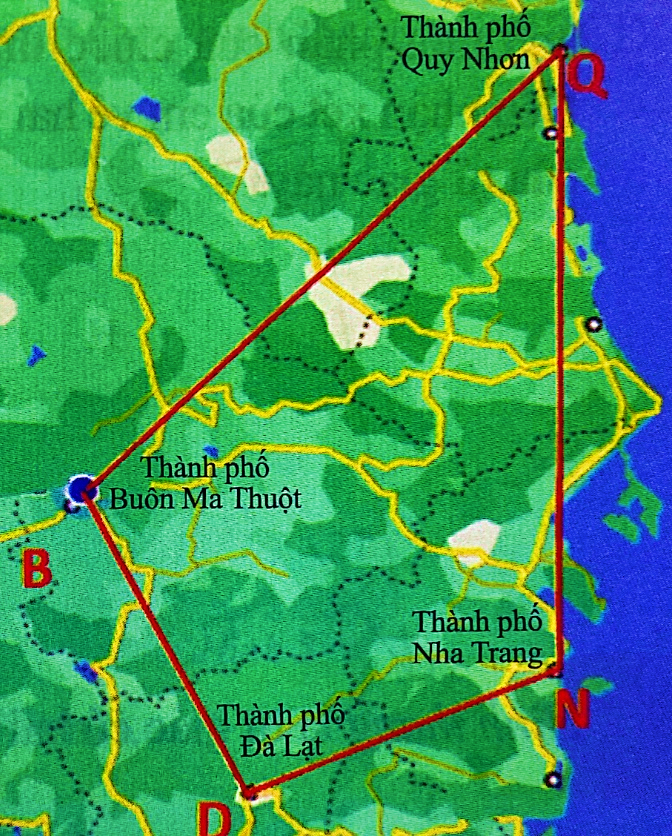 Thành phố
Quy Nhơn
Q
Thành phố
Buôn Ma Thuột
B
Thành phố
Nha Trang
N
Thành phố
Đà Lạt
D